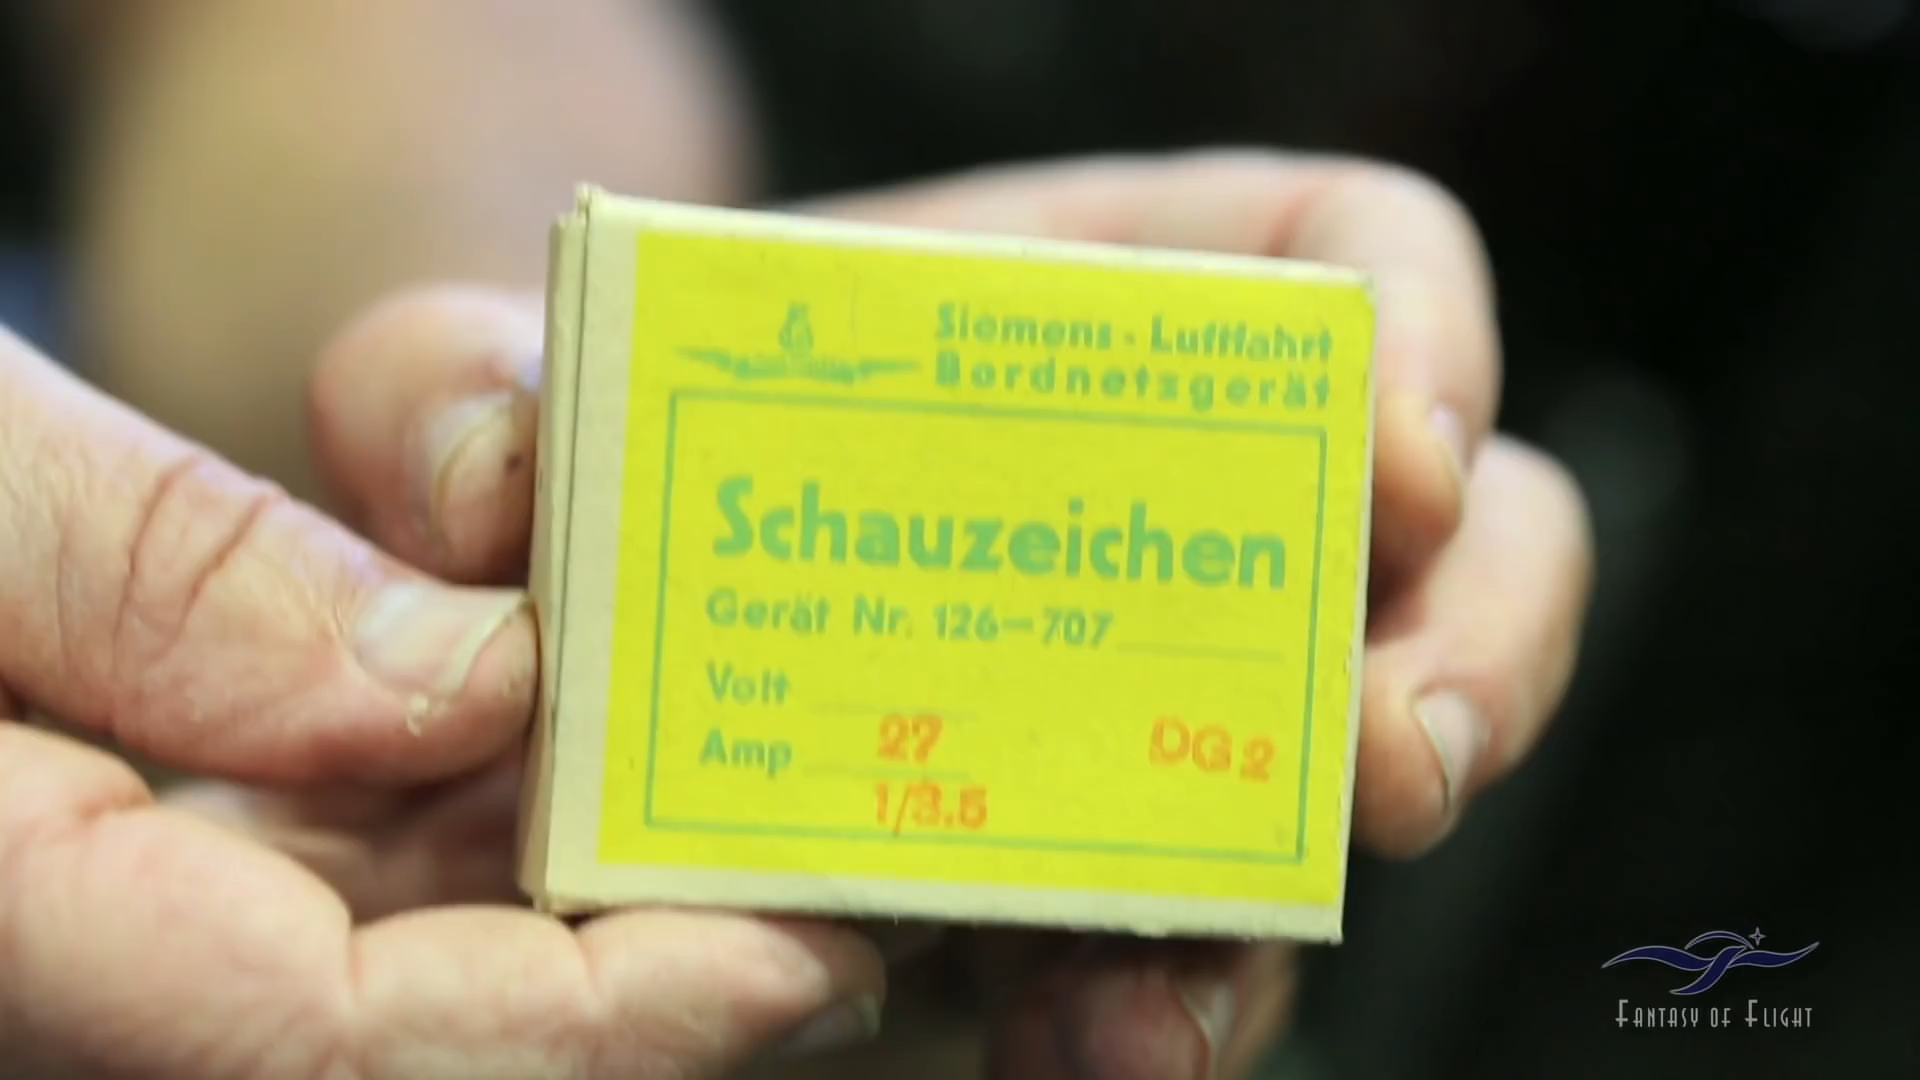 Siemens - Luftfahrt
Bordnetzgerät
Schauzeichen
Gerät Nr. 126-707
Volt
Amp 27 DG 2
1/3.5
FANTASY OF FLIGHT